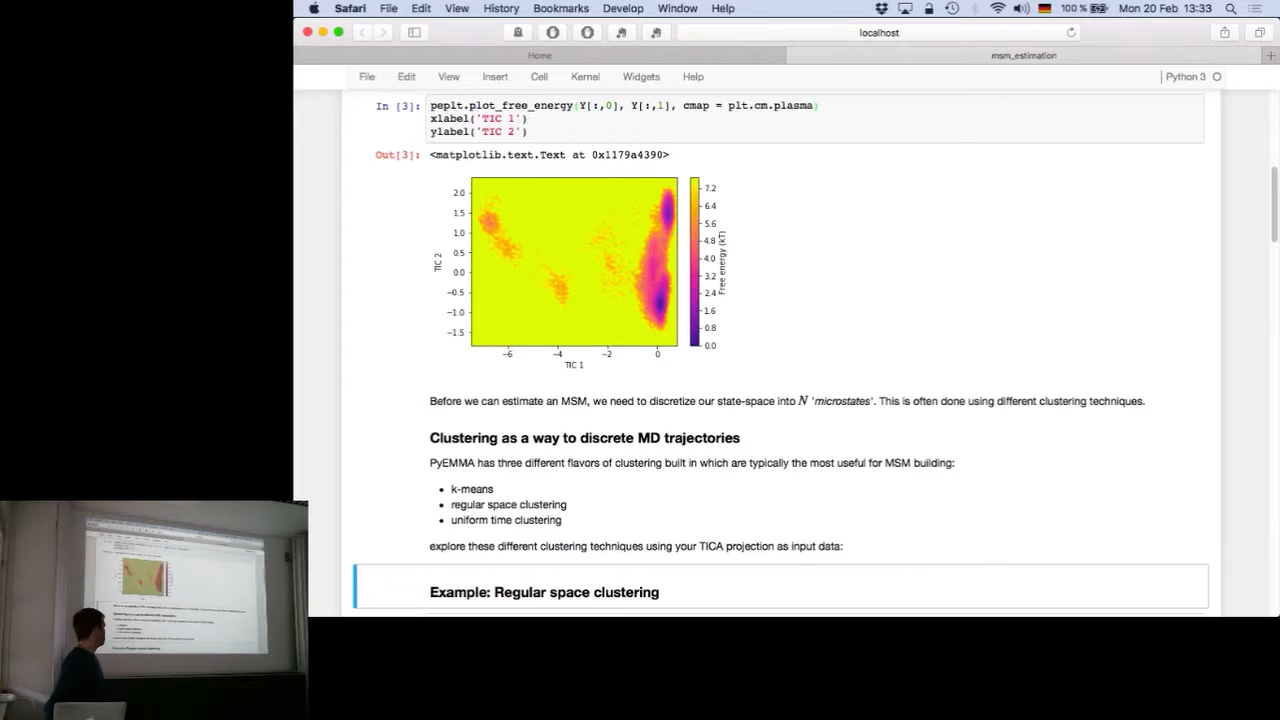 Safari File Edit View History Bookmarks Develop Window Help 100 % Mon 20 Feb 13:33
localhost
Home msm_estimation
File Edit View Insert Cell Kernel Widgets Help Python 3
In [3]: peplt.plot_free_energy(Y[:,0], Y[:,1], cmap = plt.cm.plasma)
xlabel('TIC 1')
ylabel('TIC 2')
Out[3]: <matplotlib.text.Text at 0x1179a4390>
2.0
1.5
1.0
0.5
0.0
−0.5
−1.0
−1.5
TIC 2
−6 −4 −2 0
TIC 1
7.2
6.4
5.6
4.8
4.0
3.2
2.4
1.6
0.8
0.0
Free energy (kT)
Before we can estimate an MSM, we need to discretize our state-space into N 'microstates'. This is often done using different clustering techniques.
Clustering as a way to discrete MD trajectories
PyEMMA has three different flavors of clustering built in which are typically the most useful for MSM building:
• k-means
• regular space clustering
• uniform time clustering
explore these different clustering techniques using your TICA projection as input data:
Example: Regular space clustering